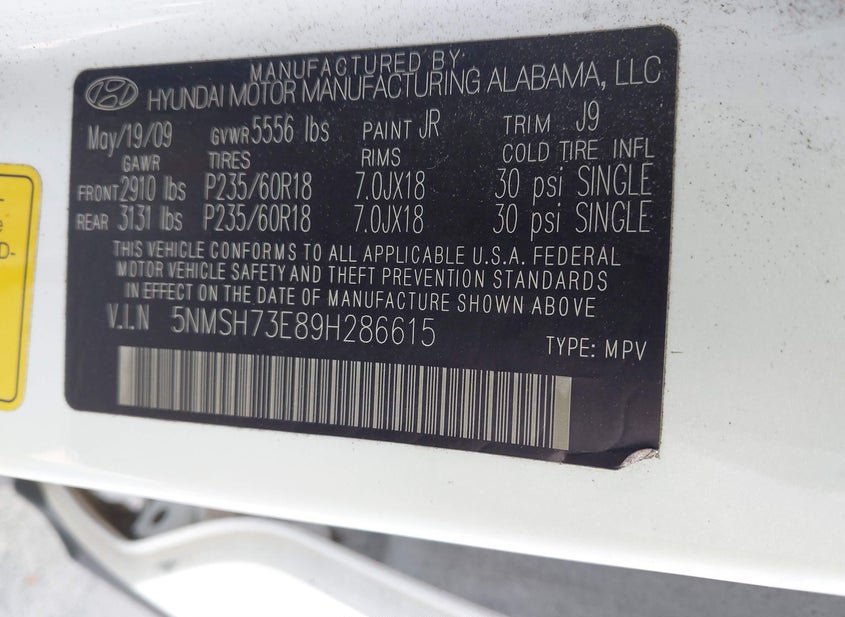 MANUFACTURED BY
HYUNDAI MOTOR MANUFACTURING ALABAMA, LLC
May/19/09 GVWR 5556 lbs PAINT JR TRIM J9
GAWR TIRES RIMS COLD TIRE INFL
FRONT 2910 lbs P235/60R18 7.0JX18 30 psi SINGLE
REAR 3131 lbs P235/60R18 7.0JX18 30 psi SINGLE
THIS VEHICLE CONFORMS TO ALL APPLICABLE U.S.A. FEDERAL
MOTOR VEHICLE SAFETY AND THEFT PREVENTION STANDARDS
IN EFFECT ON THE DATE OF MANUFACTURE SHOWN ABOVE
V.I.N 5NMSH73E89H286615
TYPE: MPV